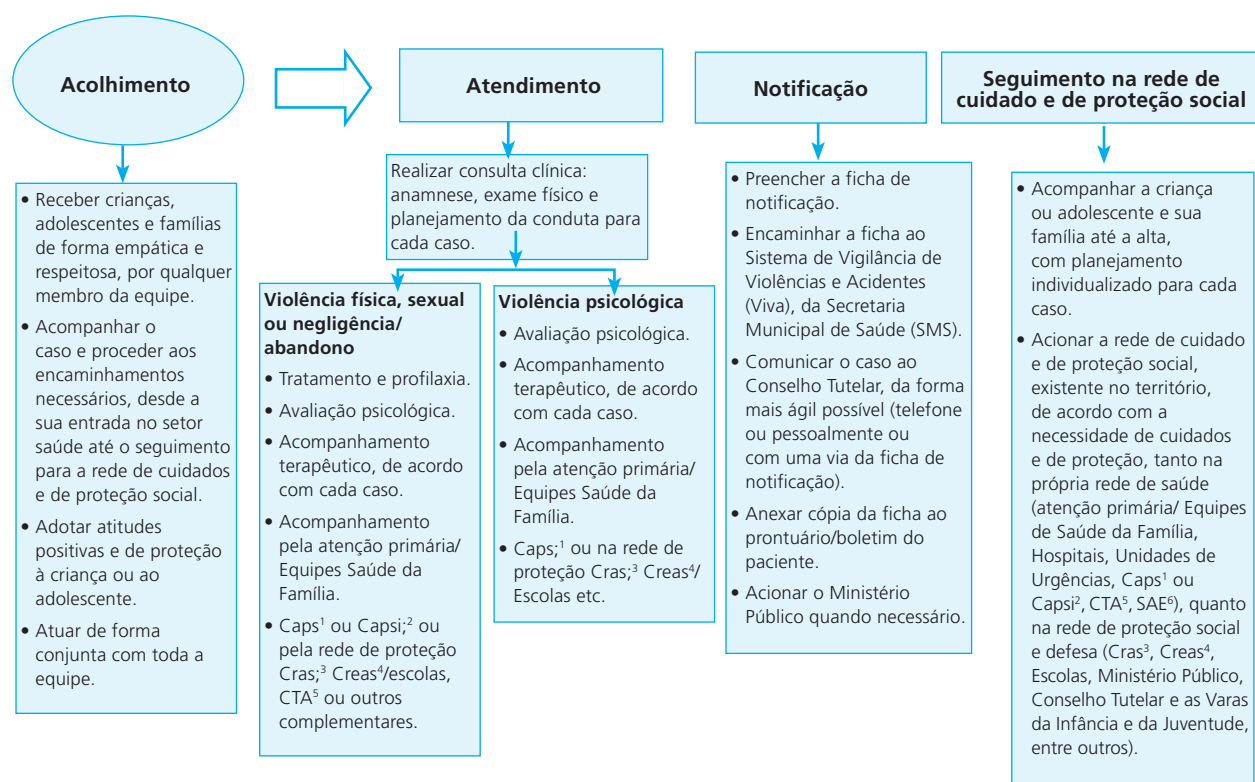 Acolhimento
Atendimento
Notificação
Seguimento na rede de
cuidado e de proteção social
• Receber crianças,
adolescentes e famílias
de forma empática e
respeitosa, por qualquer
membro da equipe.
• Acompanhar o
caso e proceder aos
encaminhamentos
necessários, desde a
sua entrada no setor
saúde até o seguimento
para a rede de cuidados
e de proteção social.
• Adotar atitudes
positivas e de proteção
à criança ou ao
adolescente.
• Atuar de forma
conjunta com toda a
equipe.
Realizar consulta clínica:
anamnese, exame físico e
planejamento da conduta para
cada caso.
Violência física, sexual
ou negligência/
abandono
• Tratamento e profilaxia.
• Avaliação psicológica.
• Acompanhamento
terapêutico, de acordo
com cada caso.
• Acompanhamento
pela atenção primária/
Equipes Saúde da
Família.
• Caps¹ ou Capsi;² ou
pela rede de proteção
Cras;³ Creas⁴/escolas,
CTA⁵ ou outros
complementares.
Violência psicológica
• Avaliação psicológica.
• Acompanhamento
terapêutico, de acordo
com cada caso.
• Acompanhamento
pela atenção primária/
Equipes Saúde da
Família.
• Caps;¹ ou na rede de
proteção Cras;³ Creas⁴/
Escolas etc.
• Preencher a ficha de
notificação.
• Encaminhar a ficha ao
Sistema de Vigilância de
Violências e Acidentes
(Viva), da Secretaria
Municipal de Saúde (SMS).
• Comunicar o caso ao
Conselho Tutelar, da forma
mais ágil possível (telefone
ou pessoalmente ou
com uma via da ficha de
notificação).
• Anexar cópia da ficha ao
prontuário/boletim do
paciente.
• Acionar o Ministério
Público quando necessário.
• Acompanhar a criança
ou adolescente e sua
família até a alta,
com planejamento
individualizado para cada
caso.
• Acionar a rede de cuidado
e de proteção social,
existente no território,
de acordo com a
necessidade de cuidados
e de proteção, tanto na
própria rede de saúde
(atenção primária/ Equipes
de Saúde da Família,
Hospitais, Unidades de
Urgências, Caps¹ ou
Capsi², CTA⁵, SAE⁶), quanto
na rede de proteção social
e defesa (Cras³, Creas⁴,
Escolas, Ministério Público,
Conselho Tutelar e as Varas
da Infância e da Juventude,
entre outros).